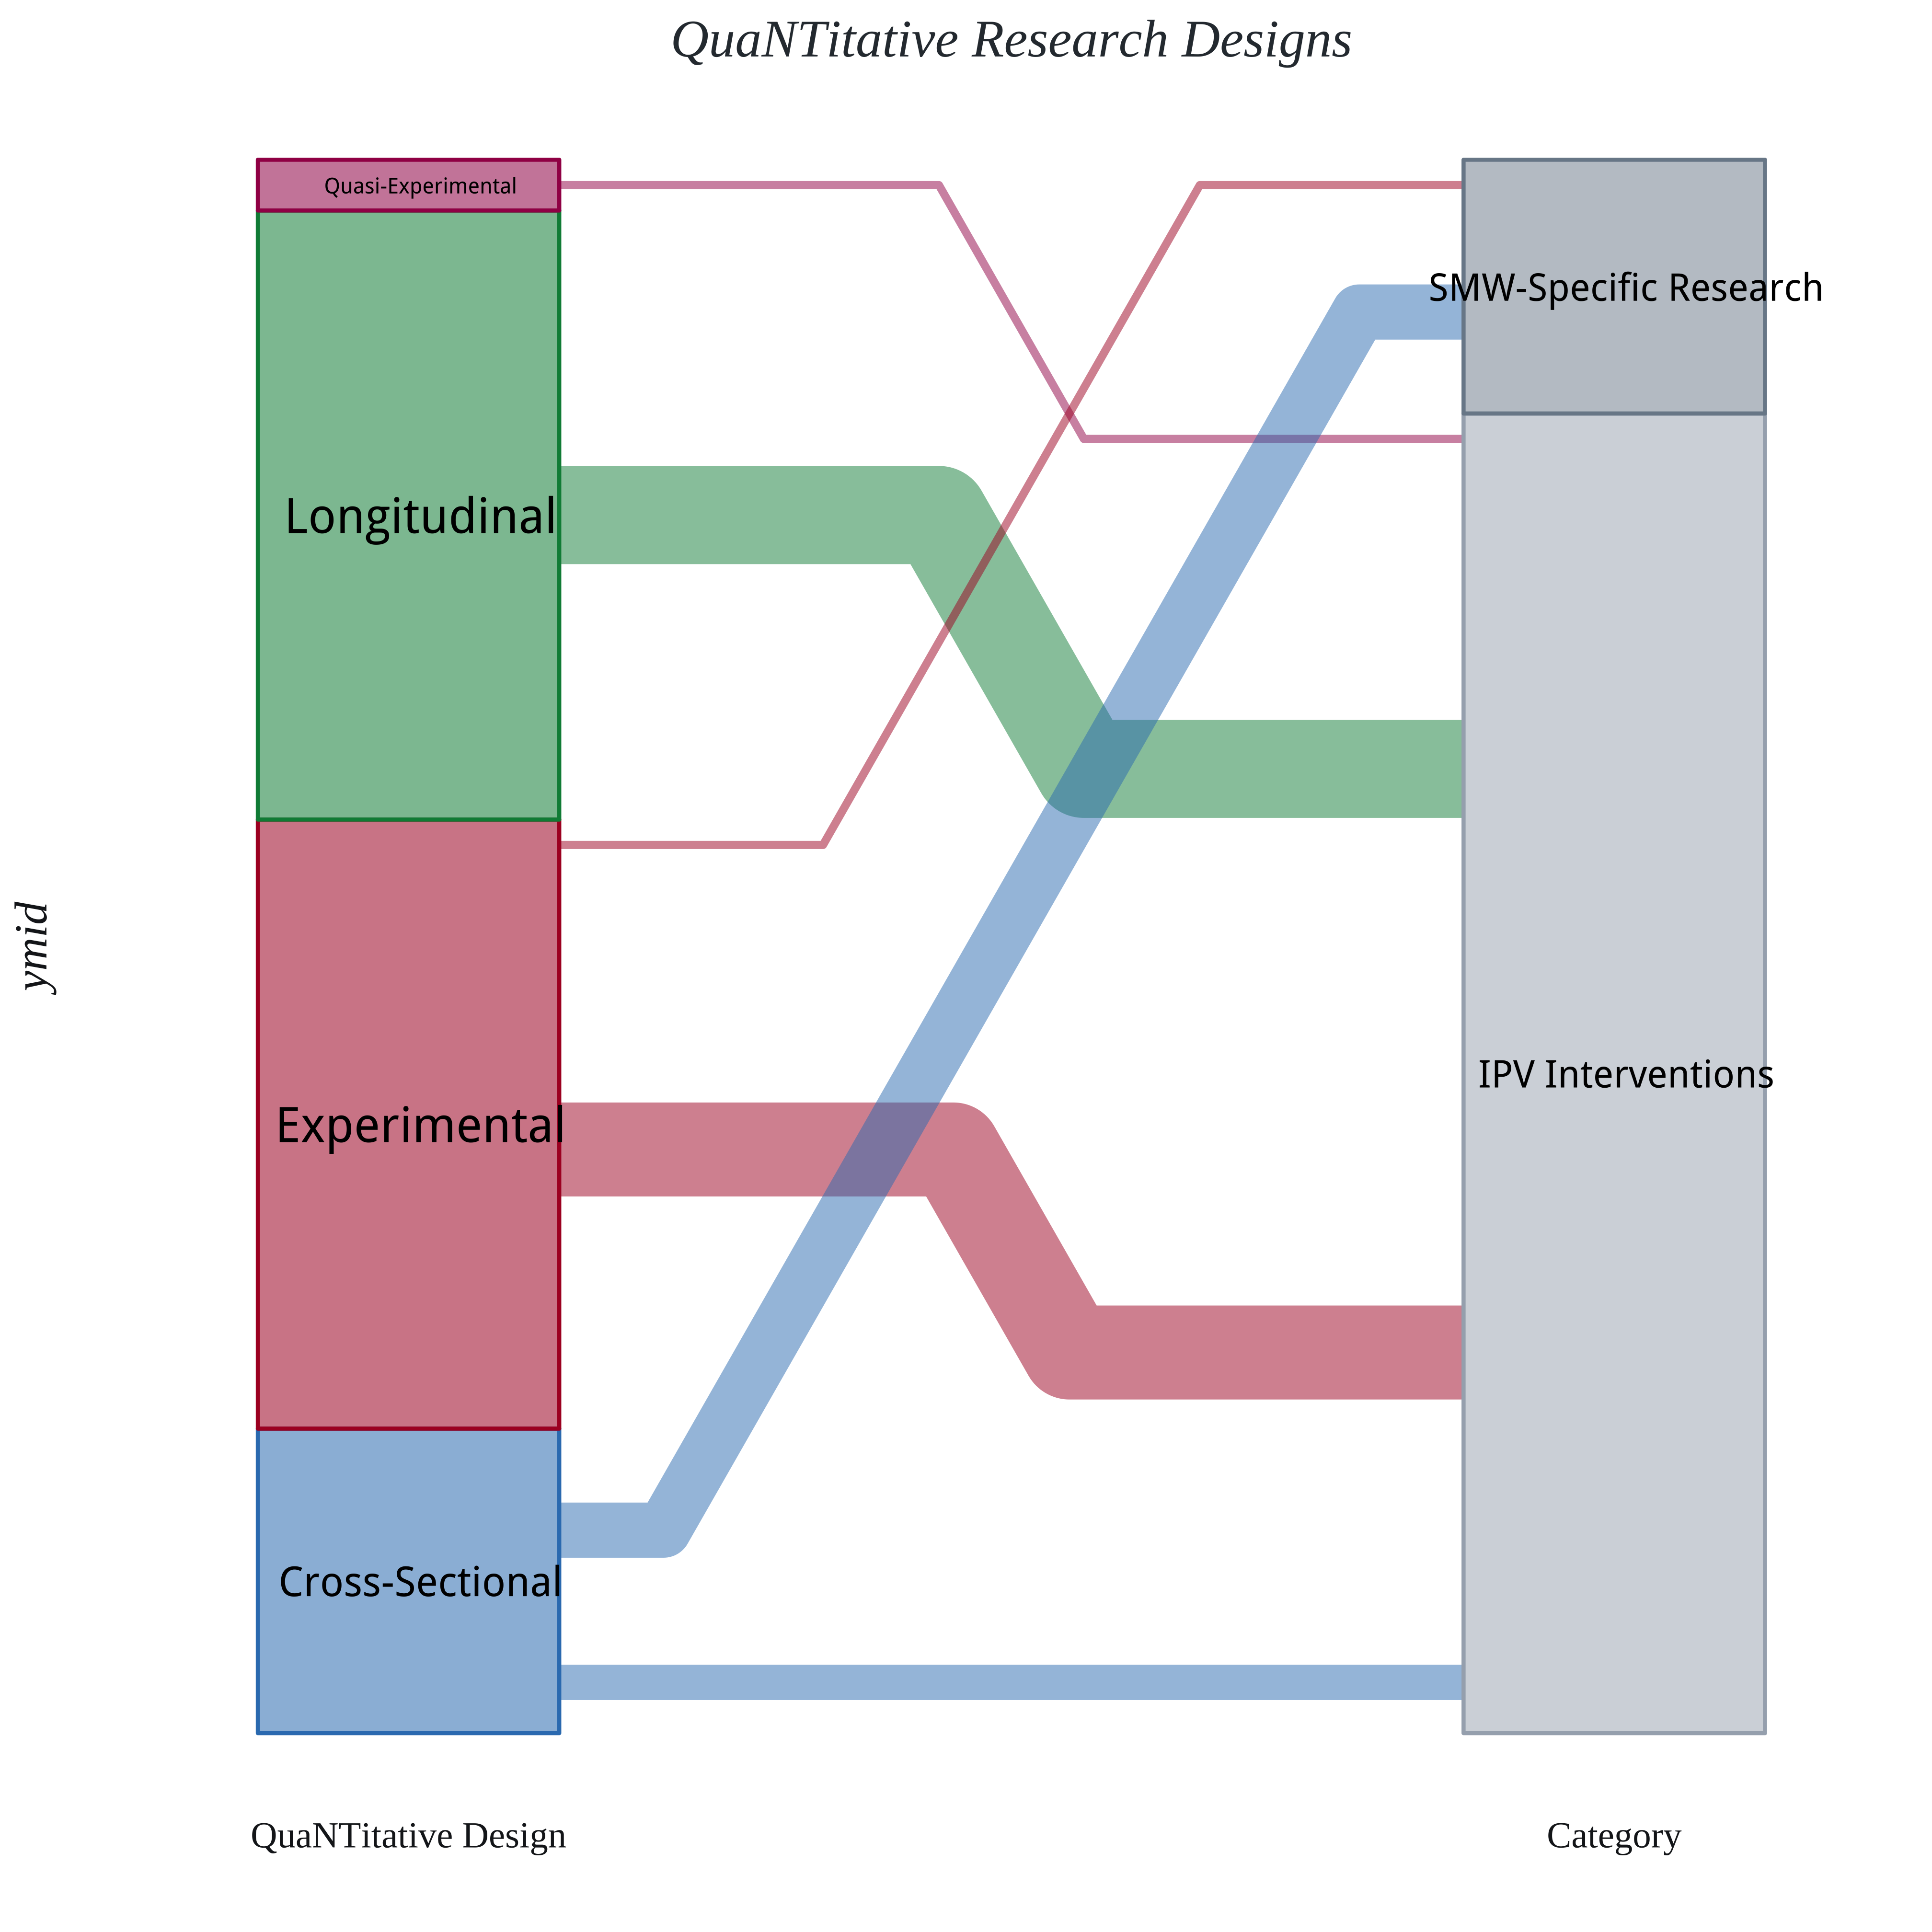 QuaNTitative Research Designs
Quasi-Experimental
SMW-Specific Research
Longitudinal
ymid
IPV Interventions
Experimental
Cross-Sectional
QuaNTitative Design
Category